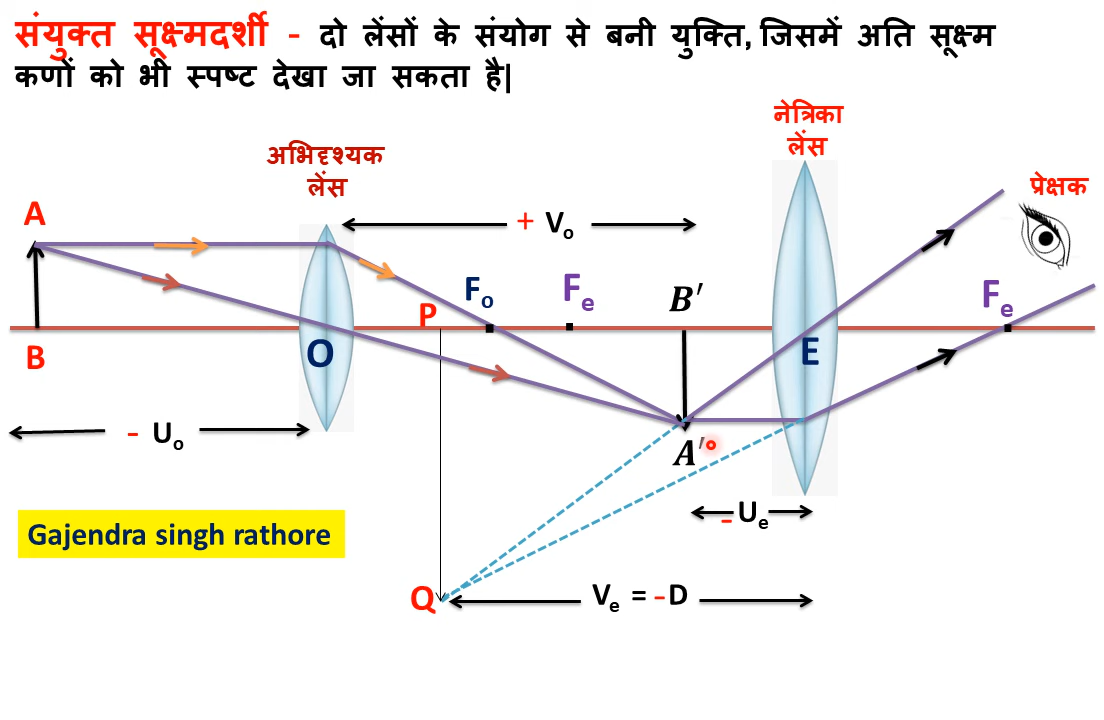 संयुक्त सूक्ष्मदर्शी - दो लेंसों के संयोग से बनी युक्ति, जिसमें अति सूक्ष्म
कणों को भी स्पष्ट देखा जा सकता है|
नेत्रिका
लेंस
अभिदृश्यक
लेंस
प्रेक्षक
A
+ Vₒ
Fₒ
Fₑ
B′
Fₑ
P
B
O
E
- Uₒ
A′
- Uₑ
Gajendra singh rathore
Q
Vₑ = -D